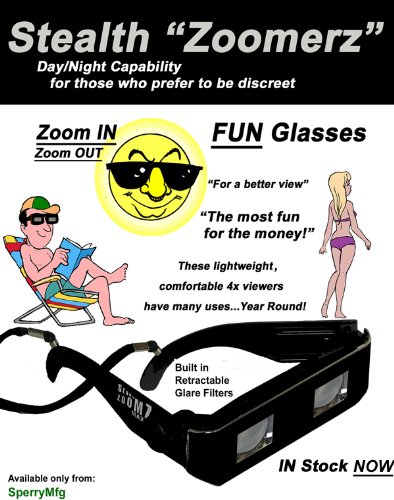 Stealth "Zoomerz"
Day/Night Capability
for those who prefer to be discreet
Zoom IN
Zoom OUT
FUN Glasses
"For a better view"
"The most fun
for the money!"
These lightweight,
comfortable 4x viewers
have many uses...Year Round!
Built in
Retractable
Glare Filters
ZOOM
MAX
IN Stock NOW
Available only from:
SperryMfg